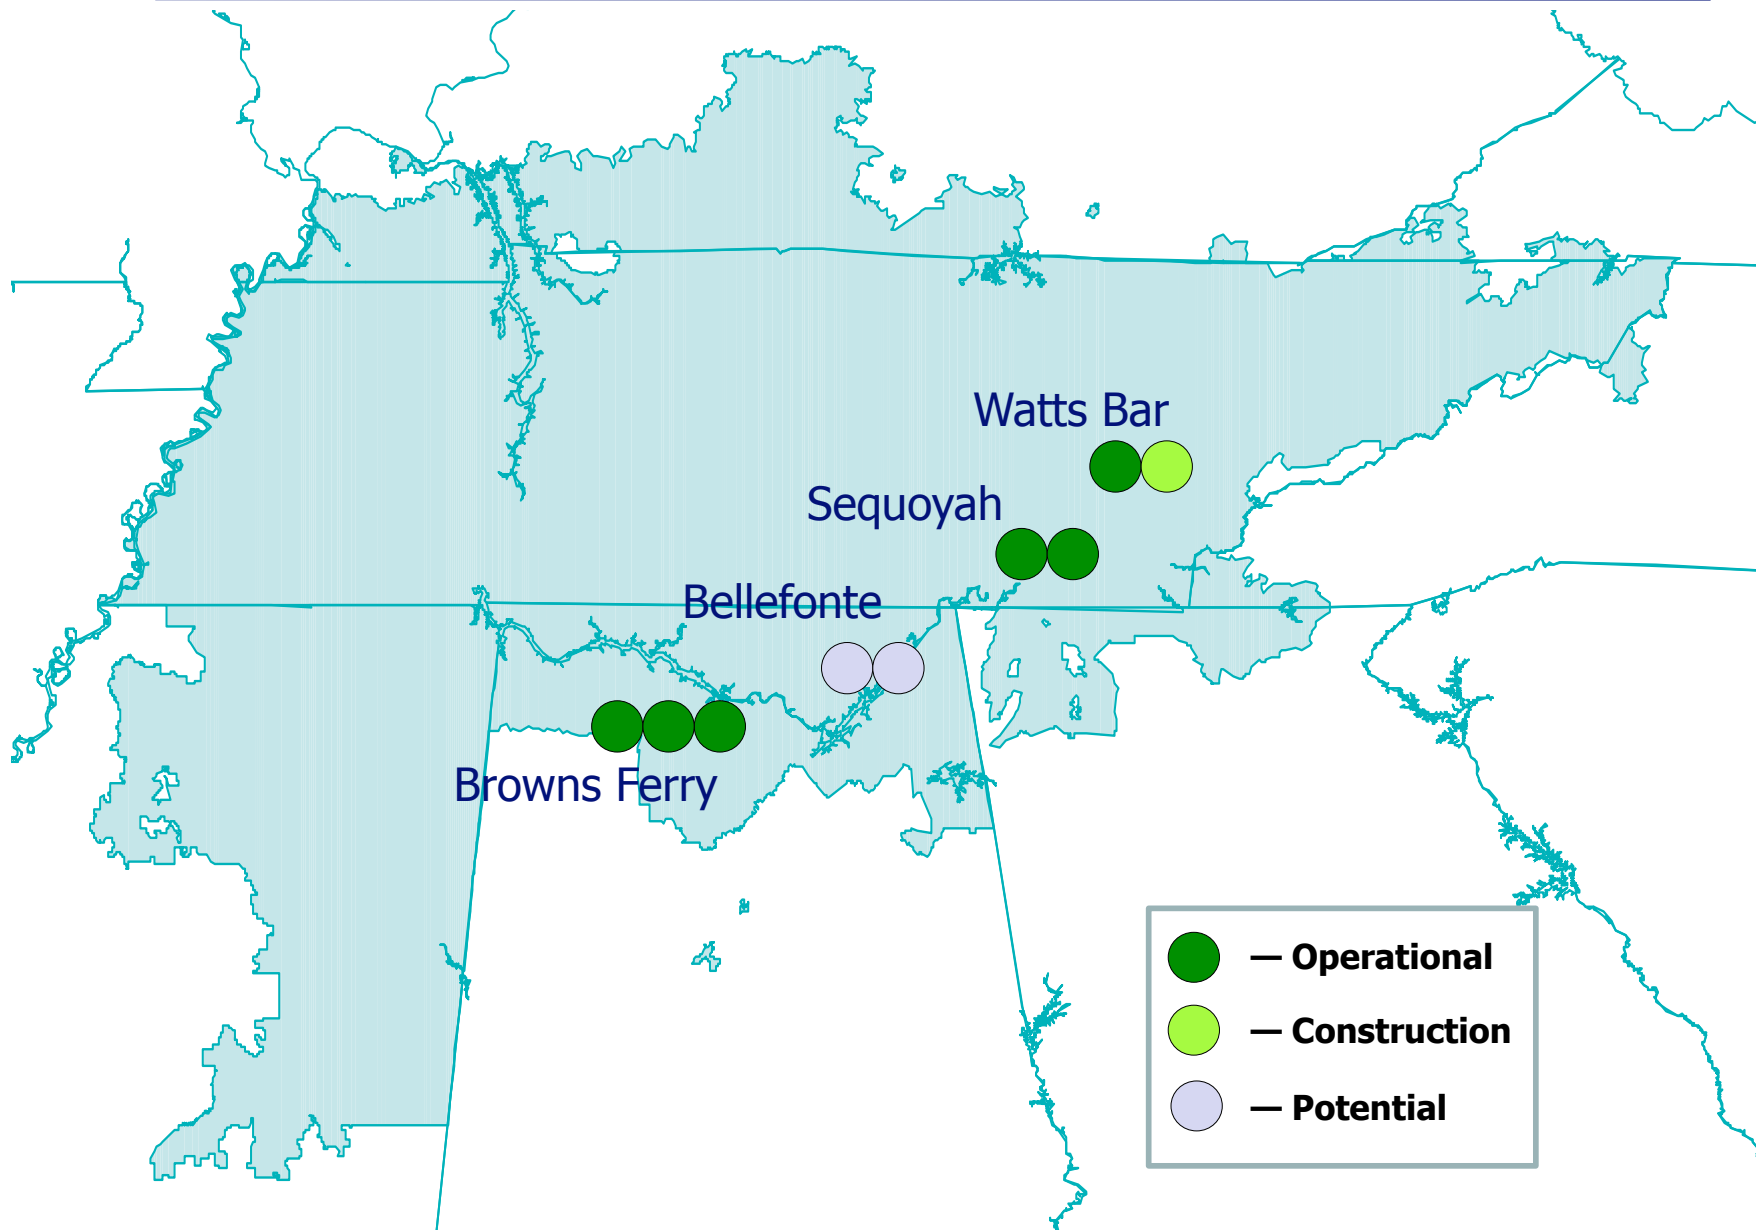 Watts Bar
Sequoyah
Bellefonte
Browns Ferry
— Operational
— Construction
— Potential